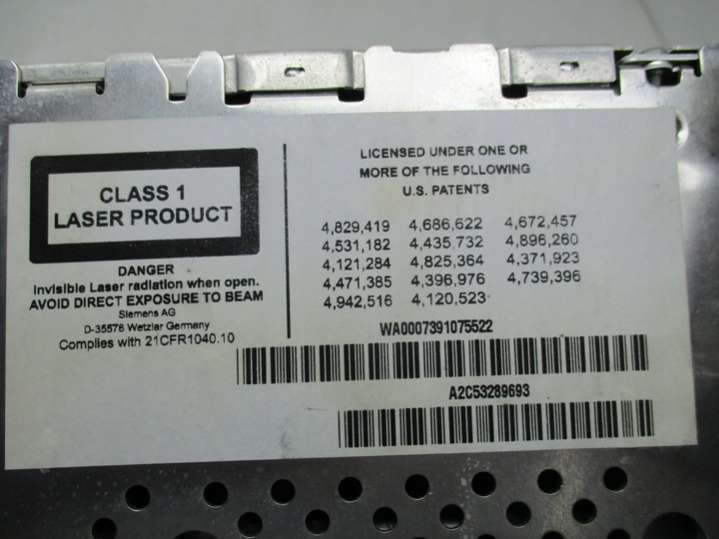 CLASS 1
LASER PRODUCT
DANGER
Invisible Laser radiation when open.
AVOID DIRECT EXPOSURE TO BEAM
Siemens AG
D-35576 Wetzlar Germany
Complies with 21CFR1040.10
LICENSED UNDER ONE OR
MORE OF THE FOLLOWING
U.S. PATENTS
4,829,419 4,686,622 4,672,457
4,531,182 4,435,732 4,896,260
4,121,284 4,825,364 4,371,923
4,471,385 4,396,976 4,739,396
4,942,516 4,120,523
WA0007391075522
A2C53289693